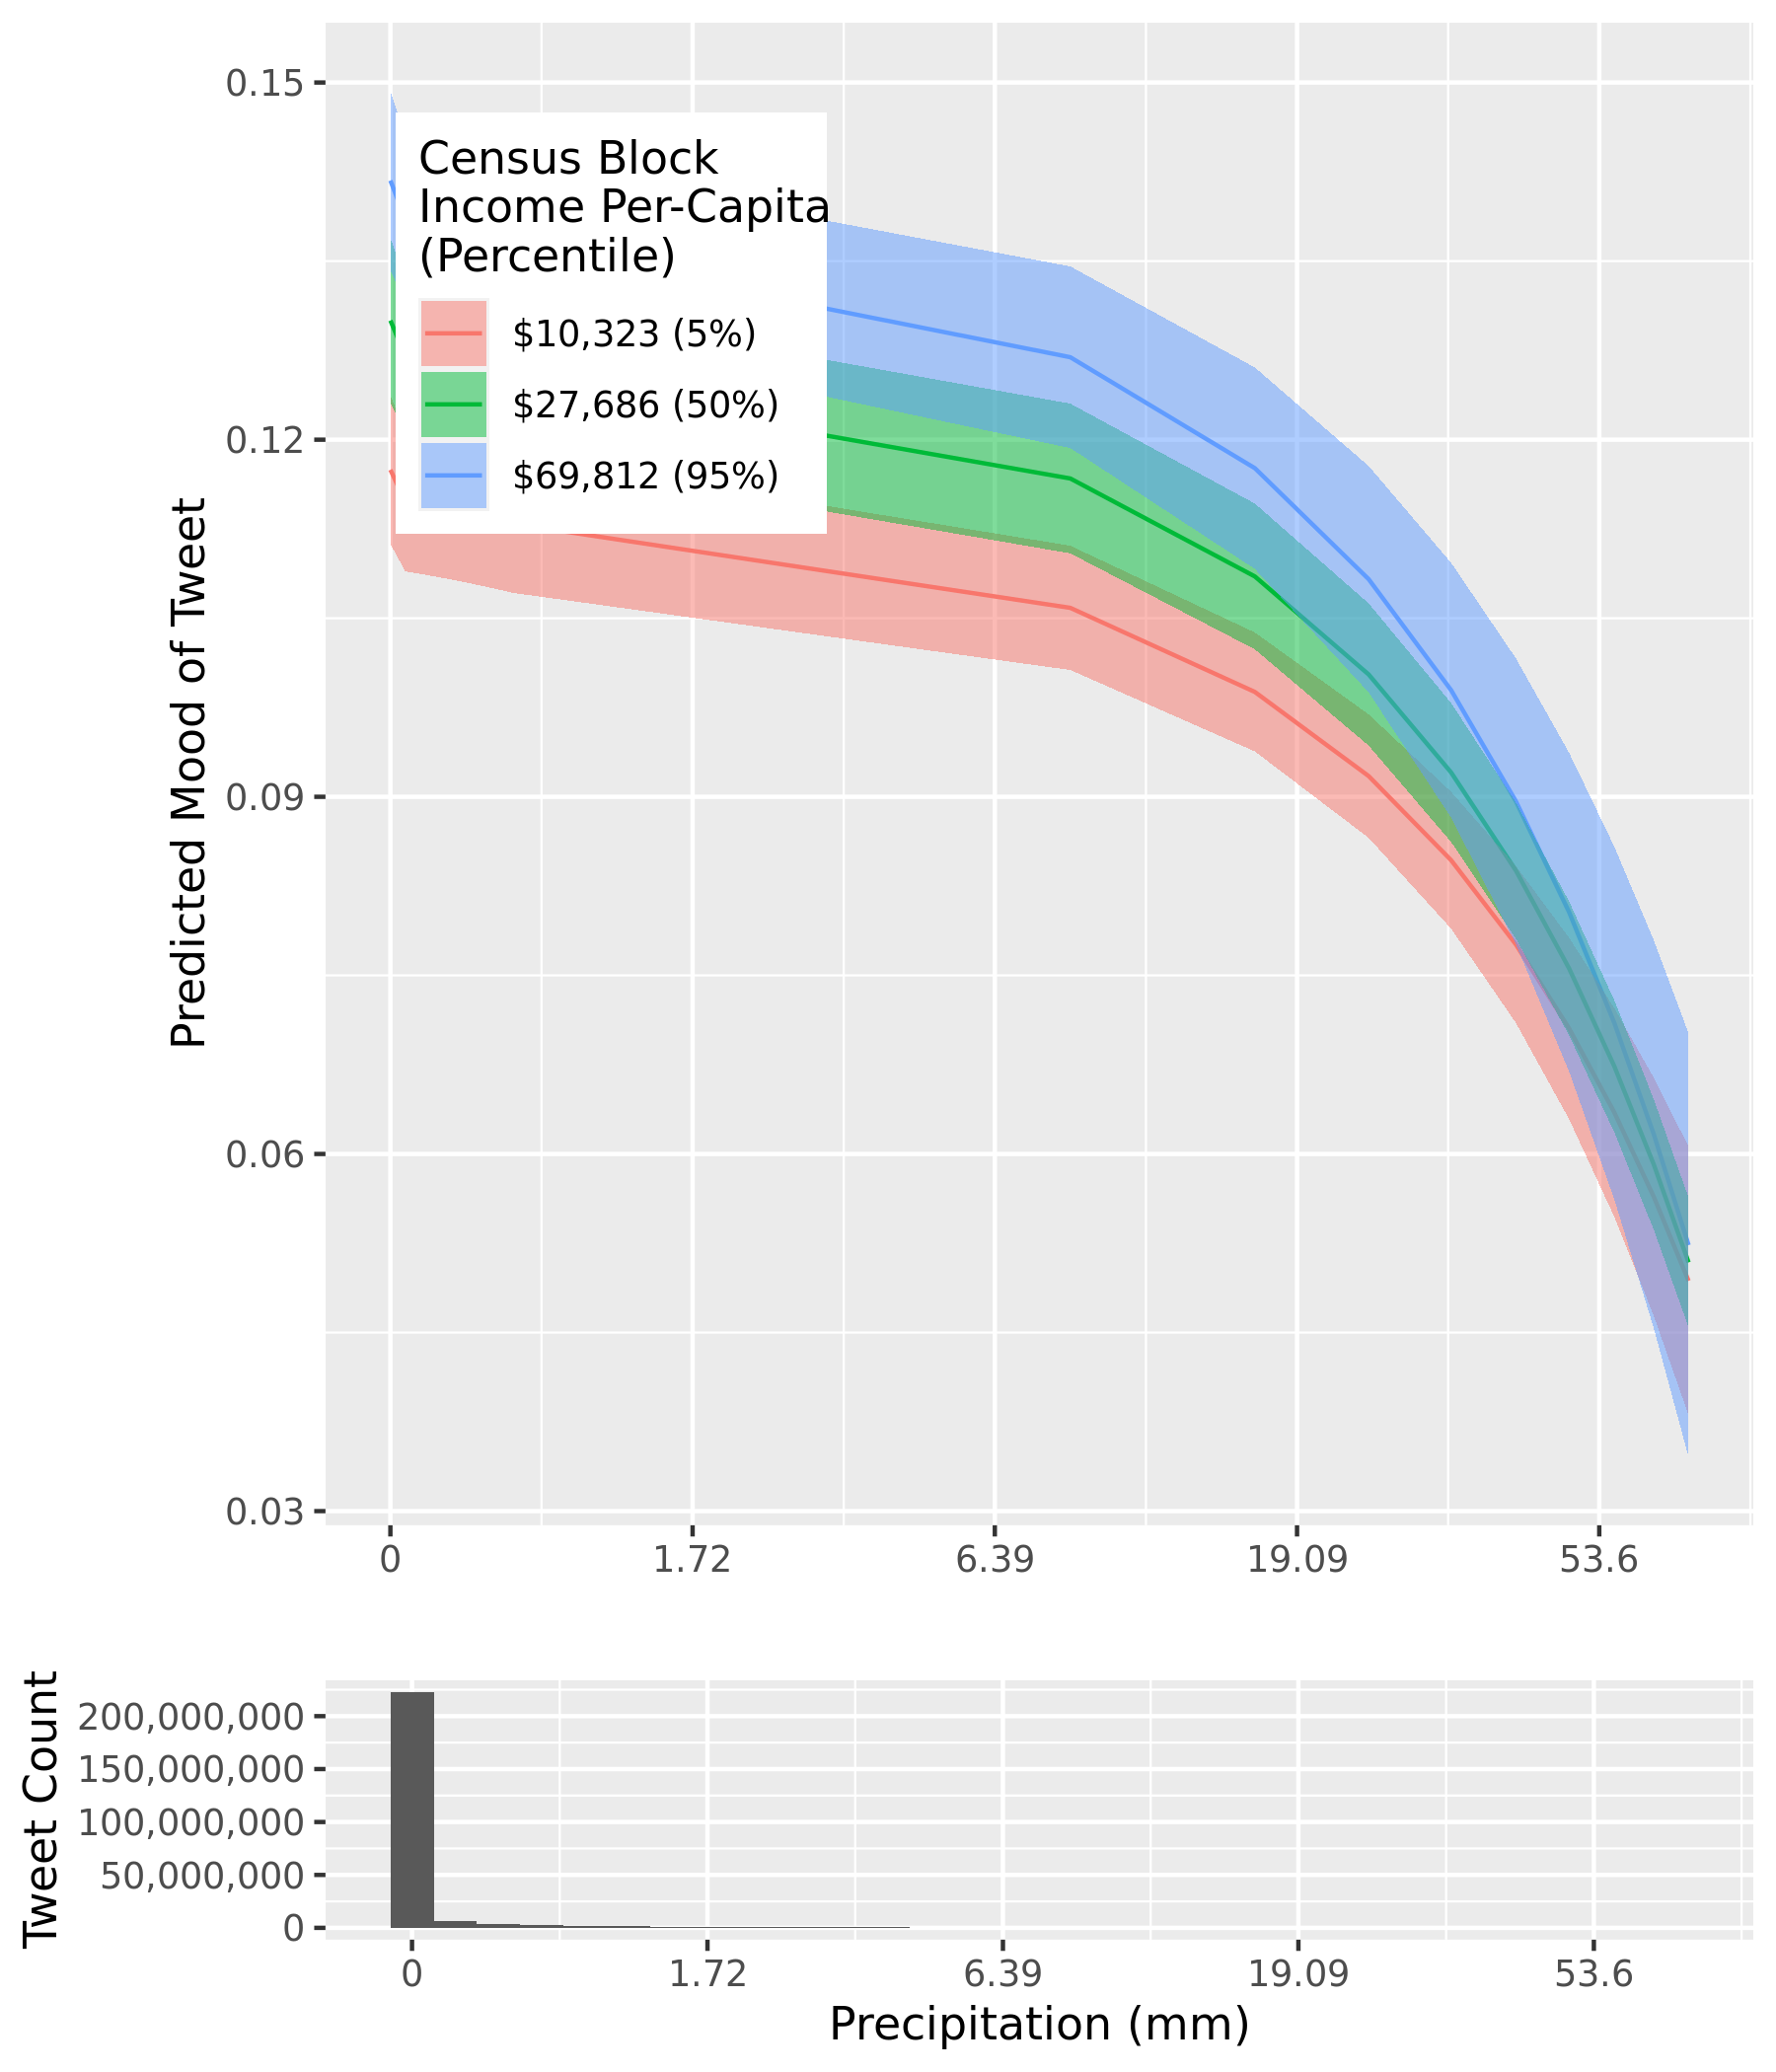 0.15
0.12
0.09
0.06
0.03
Predicted Mood of Tweet
Census Block
Income Per-Capita
(Percentile)
$10,323 (5%)
$27,686 (50%)
$69,812 (95%)
0 1.72 6.39 19.09 53.6
200,000,000
150,000,000
100,000,000
50,000,000
0
Tweet Count
0 1.72 6.39 19.09 53.6
Precipitation (mm)